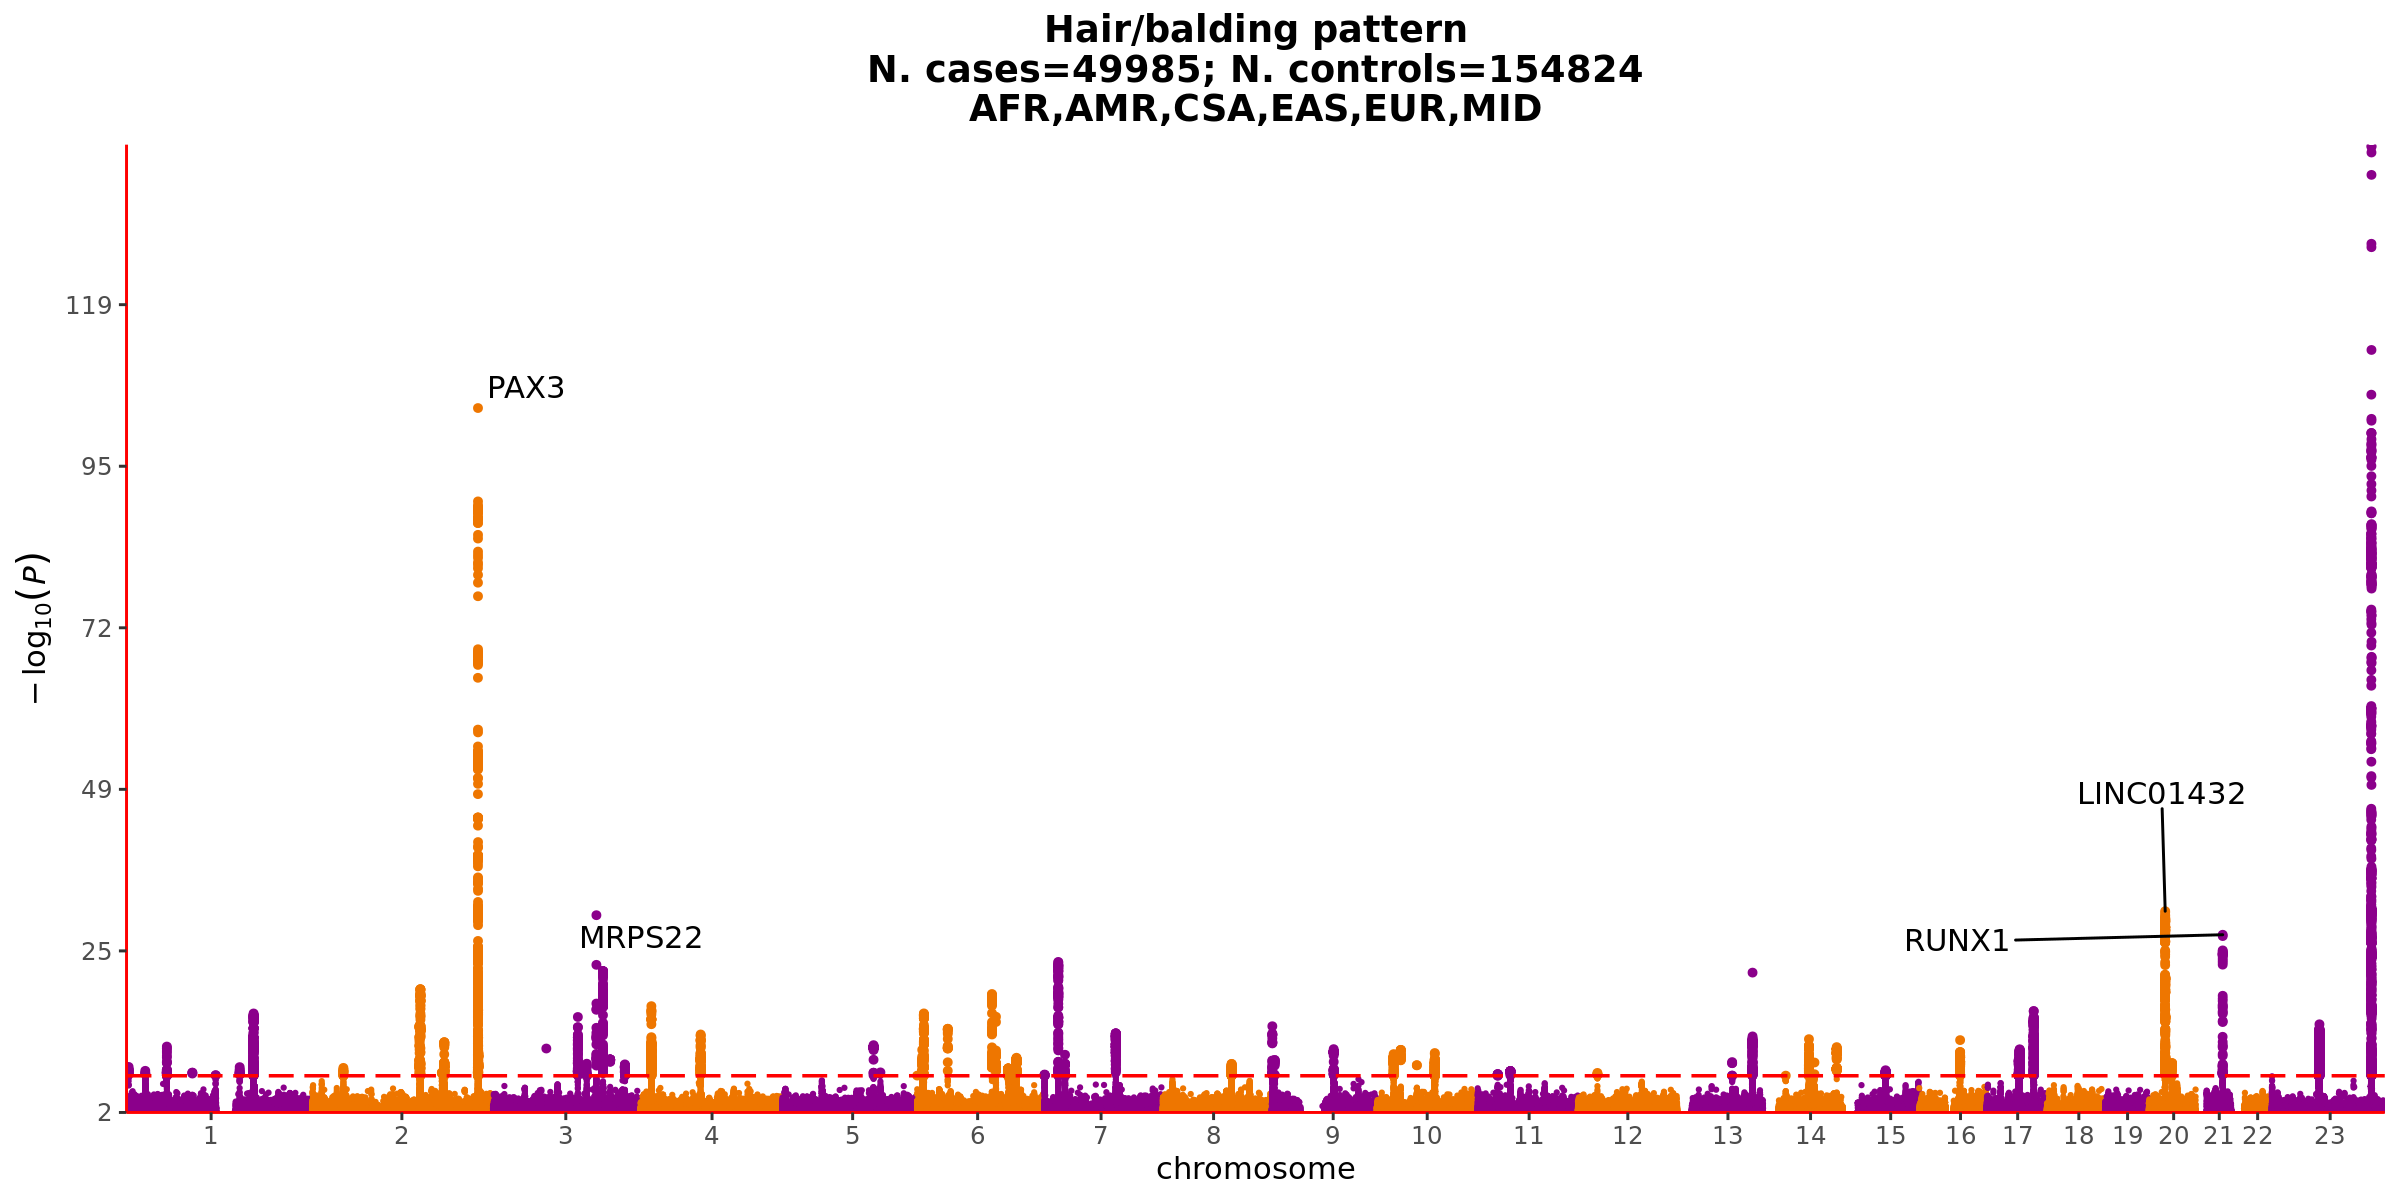 Hair/balding pattern
N. cases=49985; N. controls=154824
AFR,AMR,CSA,EAS,EUR,MID
119
95
72
49
25
2
−log10(P)
PAX3
MRPS22
LINC01432
RUNX1
1 2 3 4 5 6 7 8 9 10 11 12 13 14 15 16 17 18 19 20 21 22 23
chromosome